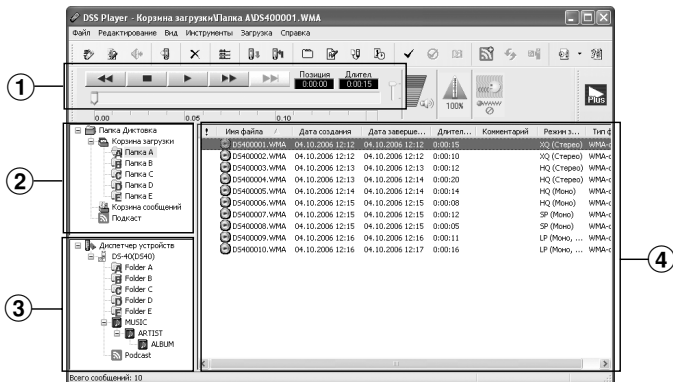 DSS Player - Корзина загрузки\Папка A\DS400001.WMA
Файл Редактирование Вид Инструменты Загрузка Справка
Позиция Длител.
0:00:00 0:00:15
0.00 0.05 0.10
100%
Plus
1
2
3
4
Папка Диктовка
Корзина загрузки
Папка A
Папка B
Папка C
Папка D
Папка E
Корзина сообщений
Подкаст
Диспетчер устройств
DS-40(DS40)
Folder A
Folder B
Folder C
Folder D
Folder E
MUSIC
ARTIST
ALBUM
Podcast
! Имя файла / Дата создания Дата заверше... Длител... Комментарий Режим з... Тип ф
DS400001.WMA 04.10.2006 12:12 04.10.2006 12:12 0:00:15 XQ (Стерео) WMA-с
DS400002.WMA 04.10.2006 12:12 04.10.2006 12:12 0:00:10 XQ (Стерео) WMA-с
DS400003.WMA 04.10.2006 12:13 04.10.2006 12:13 0:00:12 HQ (Стерео) WMA-с
DS400004.WMA 04.10.2006 12:13 04.10.2006 12:14 0:00:20 HQ (Стерео) WMA-с
DS400005.WMA 04.10.2006 12:14 04.10.2006 12:14 0:00:14 HQ (Моно) WMA-с
DS400006.WMA 04.10.2006 12:15 04.10.2006 12:15 0:00:08 HQ (Моно) WMA-с
DS400007.WMA 04.10.2006 12:15 04.10.2006 12:15 0:00:12 SP (Моно) WMA-с
DS400008.WMA 04.10.2006 12:15 04.10.2006 12:15 0:00:05 SP (Моно) WMA-с
DS400009.WMA 04.10.2006 12:16 04.10.2006 12:16 0:00:11 LP (Моно, ... WMA-с
DS400010.WMA 04.10.2006 12:16 04.10.2006 12:17 0:00:16 LP (Моно, ... WMA-с
Всего сообщений: 10